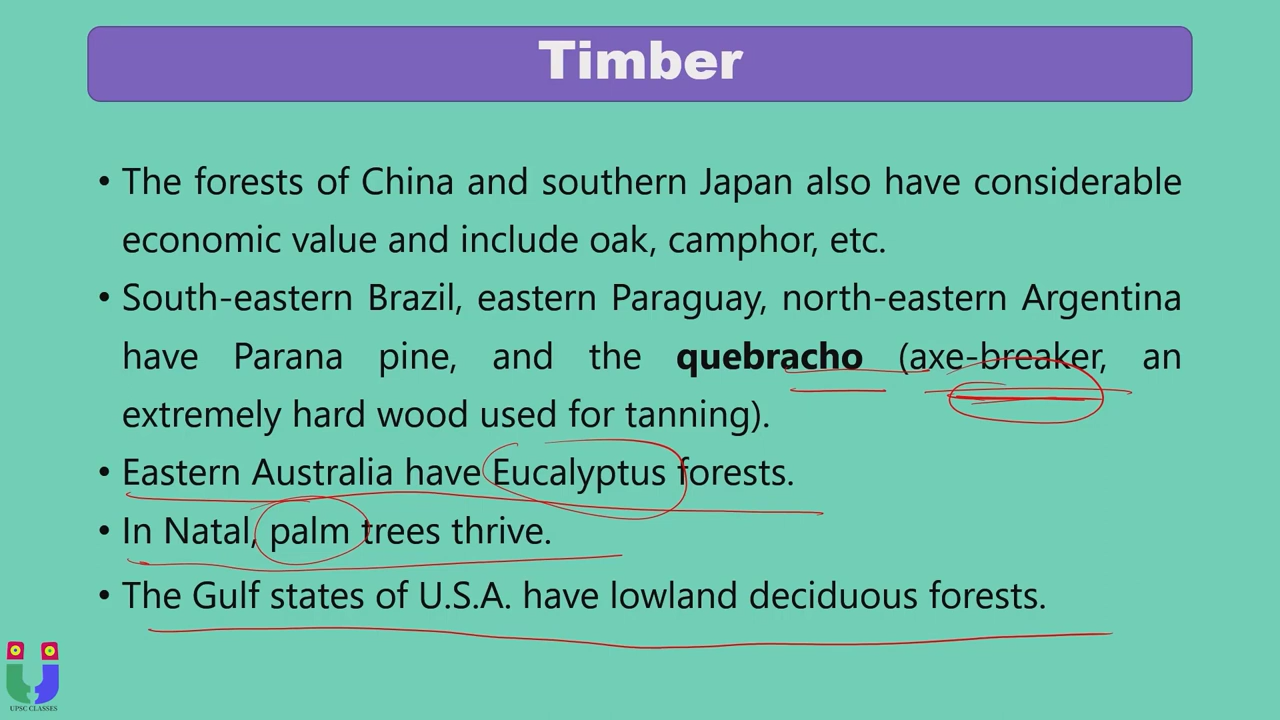 Timber
• The forests of China and southern Japan also have considerable
economic value and include oak, camphor, etc.
• South-eastern Brazil, eastern Paraguay, north-eastern Argentina
have Parana pine, and the quebracho (axe-breaker, an
extremely hard wood used for tanning).
• Eastern Australia have Eucalyptus forests.
• In Natal, palm trees thrive.
• The Gulf states of U.S.A. have lowland deciduous forests.
UPSC CLASSES